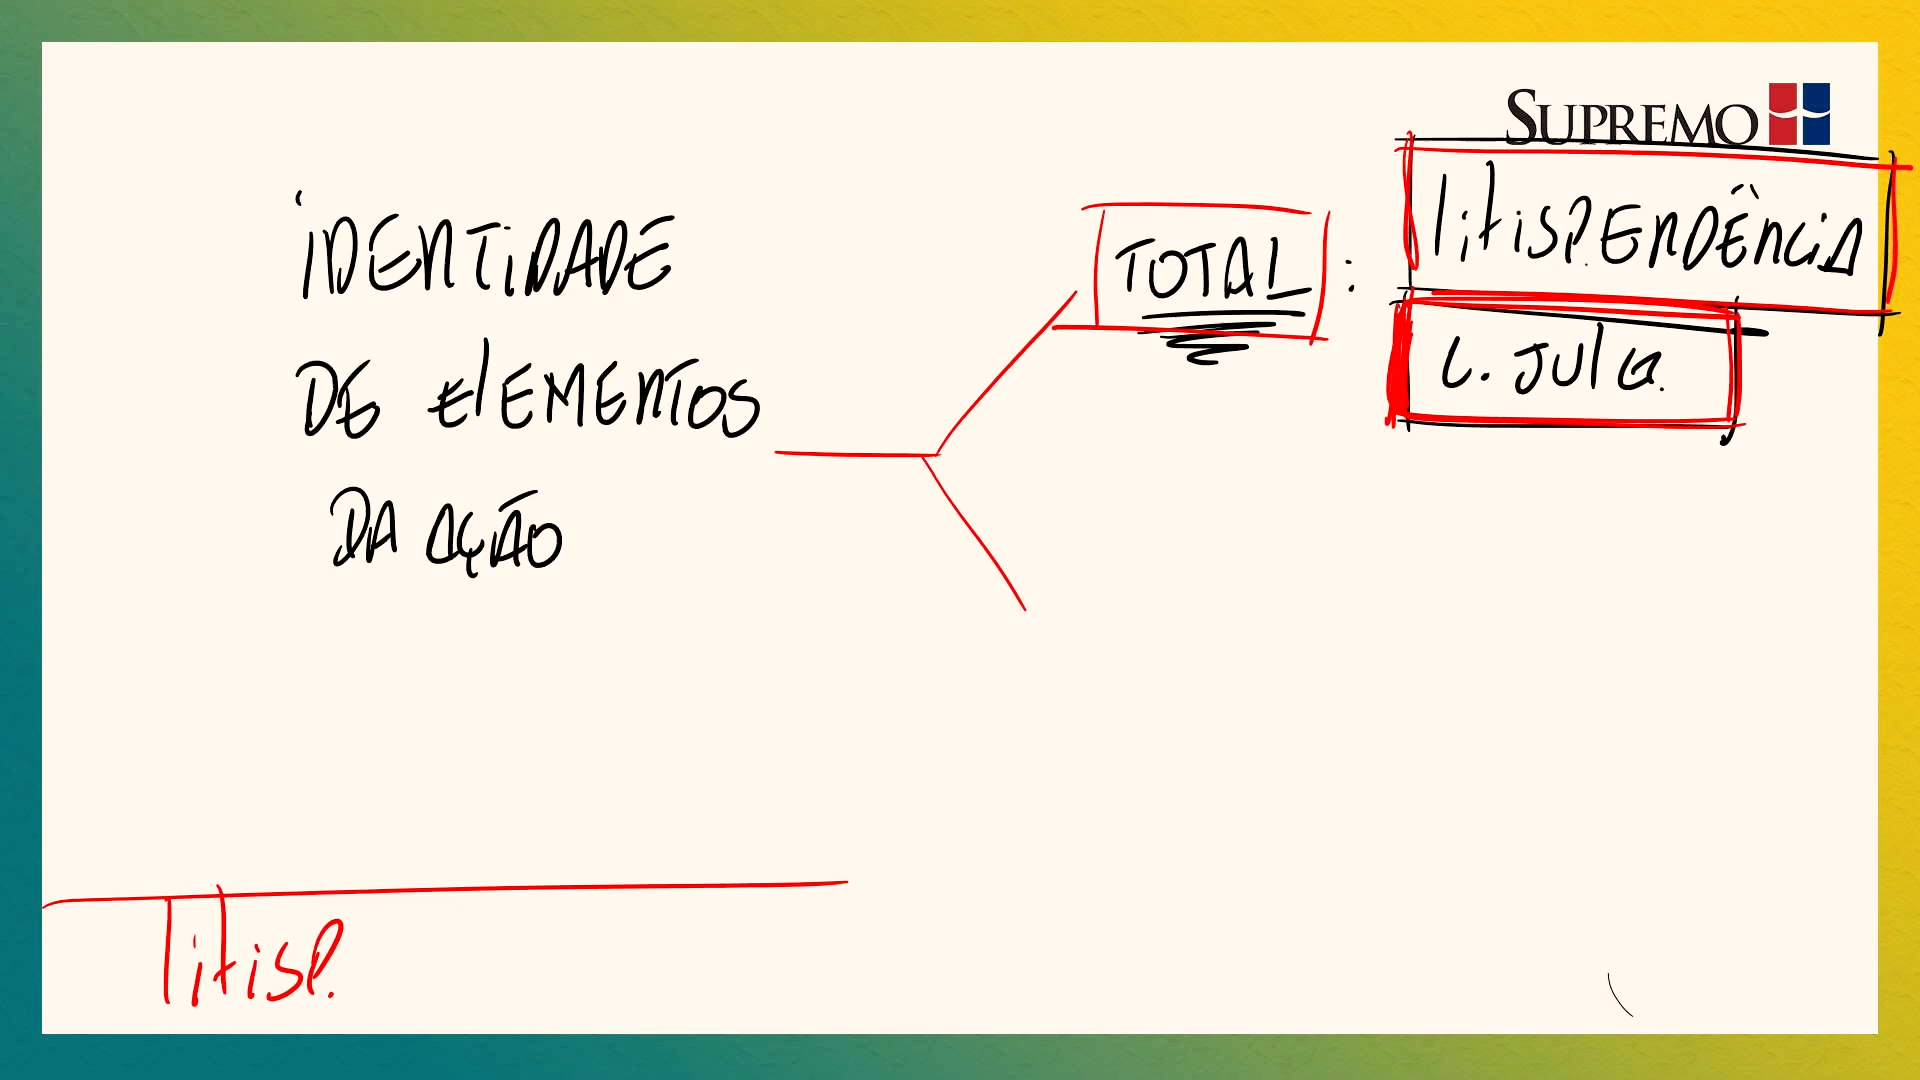 SUPREMO
IDENTIDADE
DE ELEMENTOS
DA AÇÃO
TOTAL :
litispENDÊNCIA
C. JULG.
litisp.